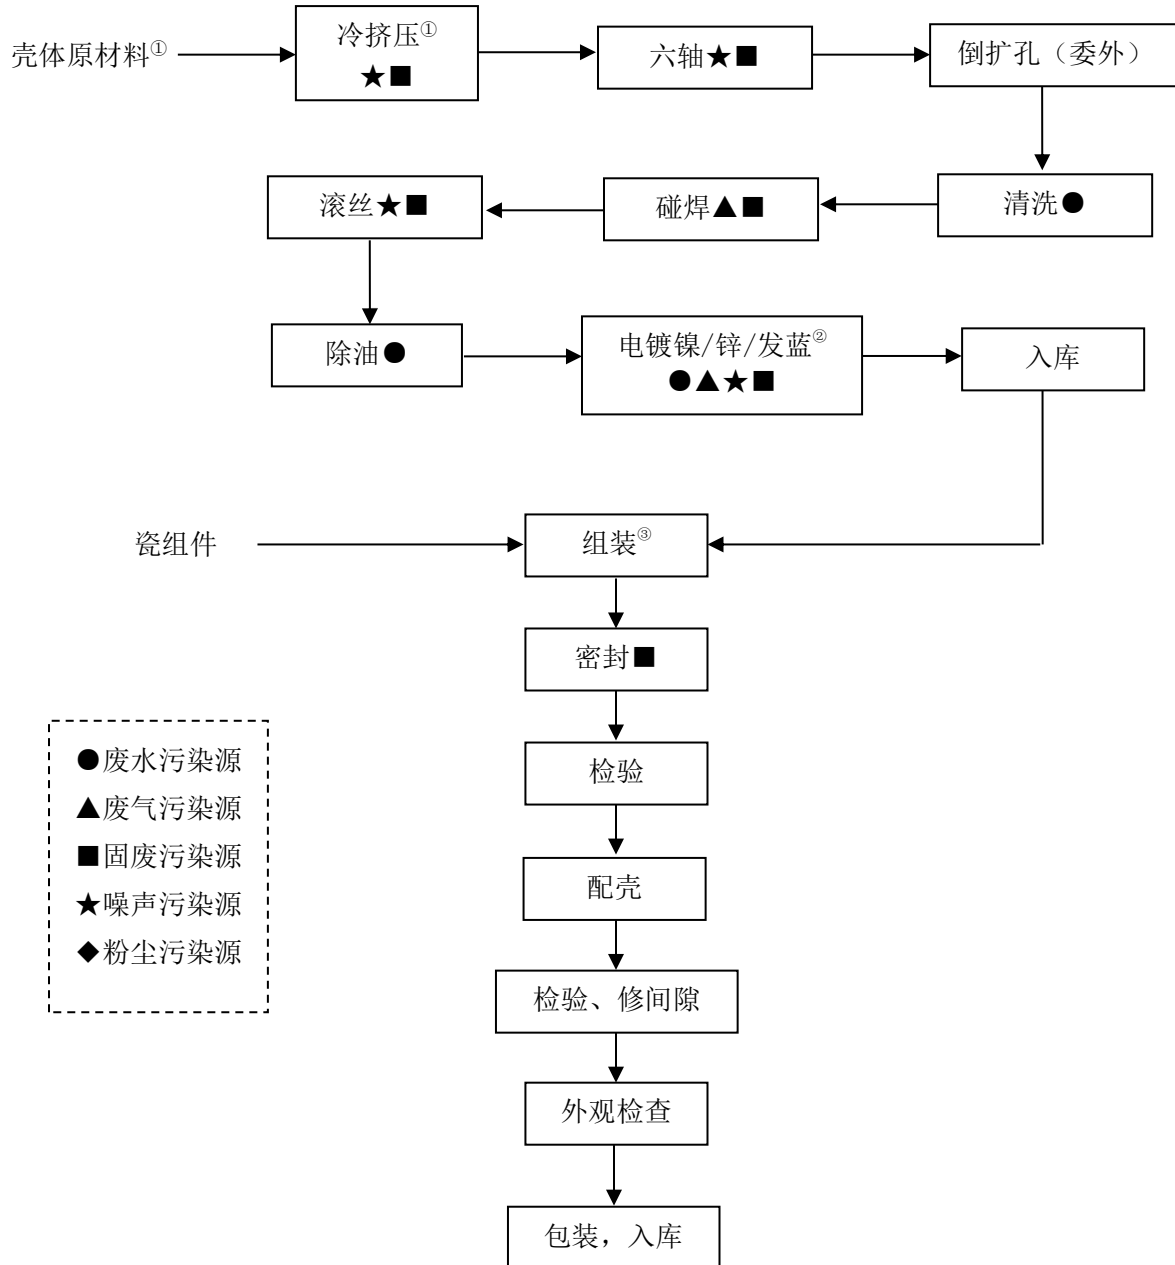 壳体原材料①
冷挤压①
★■
六轴★■
倒扩孔（委外）
清洗●
碰焊▲■
滚丝★■
除油●
电镀镍/锌/发蓝②
●▲★■
入库
瓷组件
组装③
密封■
检验
配壳
检验、修间隙
外观检查
包装，入库
●废水污染源
▲废气污染源
■固废污染源
★噪声污染源
◆粉尘污染源